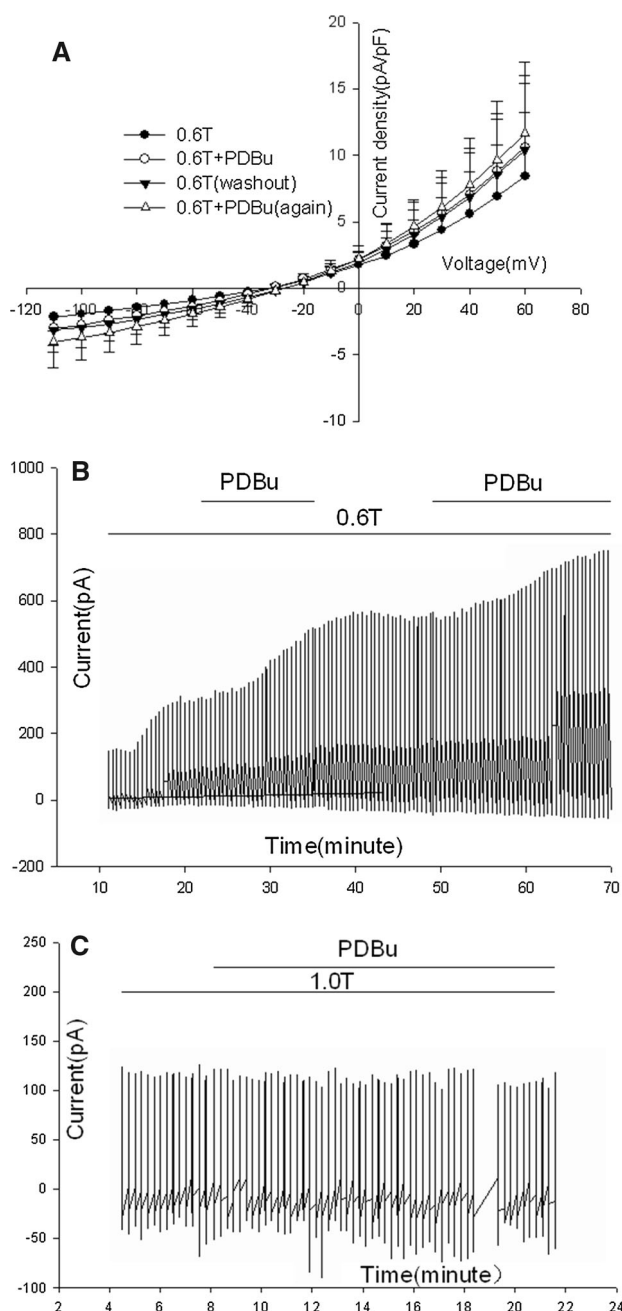 A
Current density(pA/pF)
20
15
10
5
0
-5
-10
0.6T
0.6T+PDBu
0.6T(washout)
0.6T+PDBu(again)
Voltage(mV)
-120 -100 -80 -60 -40 -20 0 20 40 60 80
B
1000
800
600
400
200
0
-200
Current(pA)
PDBu PDBu
0.6T
Time(minute)
10 20 30 40 50 60 70
C
250
200
150
100
50
0
-50
-100
Current(pA)
PDBu
1.0T
Time(minute)
2 4 6 8 10 12 14 16 18 20 22 24